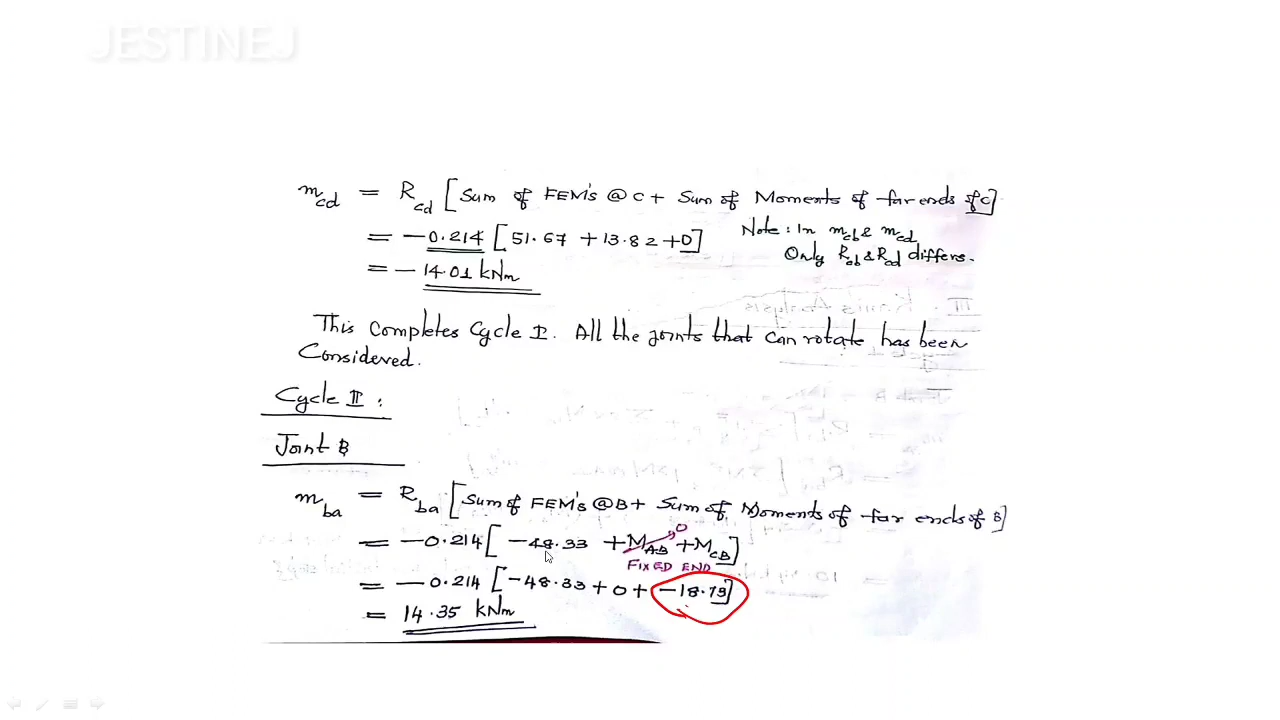 JESTINEJ
m_cd = R_cd [Sum of FEM's @ C + Sum of Moments of far ends of C]
= -0.214 [51.67 + 13.82 + 0]
Note: In m_cb & m_cd
Only R_cb & R_cd differs.
= - 14.01 kNm
This Completes Cycle I. All the joints that can rotate has been
Considered.
Cycle II :
Joint B
m_ba = R_ba [Sum of FEM's @ B + Sum of Moments of far ends of B]
= -0.214 [ -48.33 + M_AB 0 + M_CB]
FIXED END
= -0.214 [-48.33 + 0 + -18.73]
= 14.35 kNm